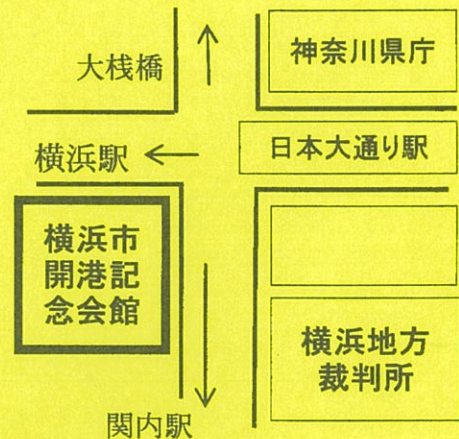 神奈川県庁
大桟橋
日本大通り駅
横浜駅
横浜市
開港記
念会館
横浜地方
裁判所
関内駅